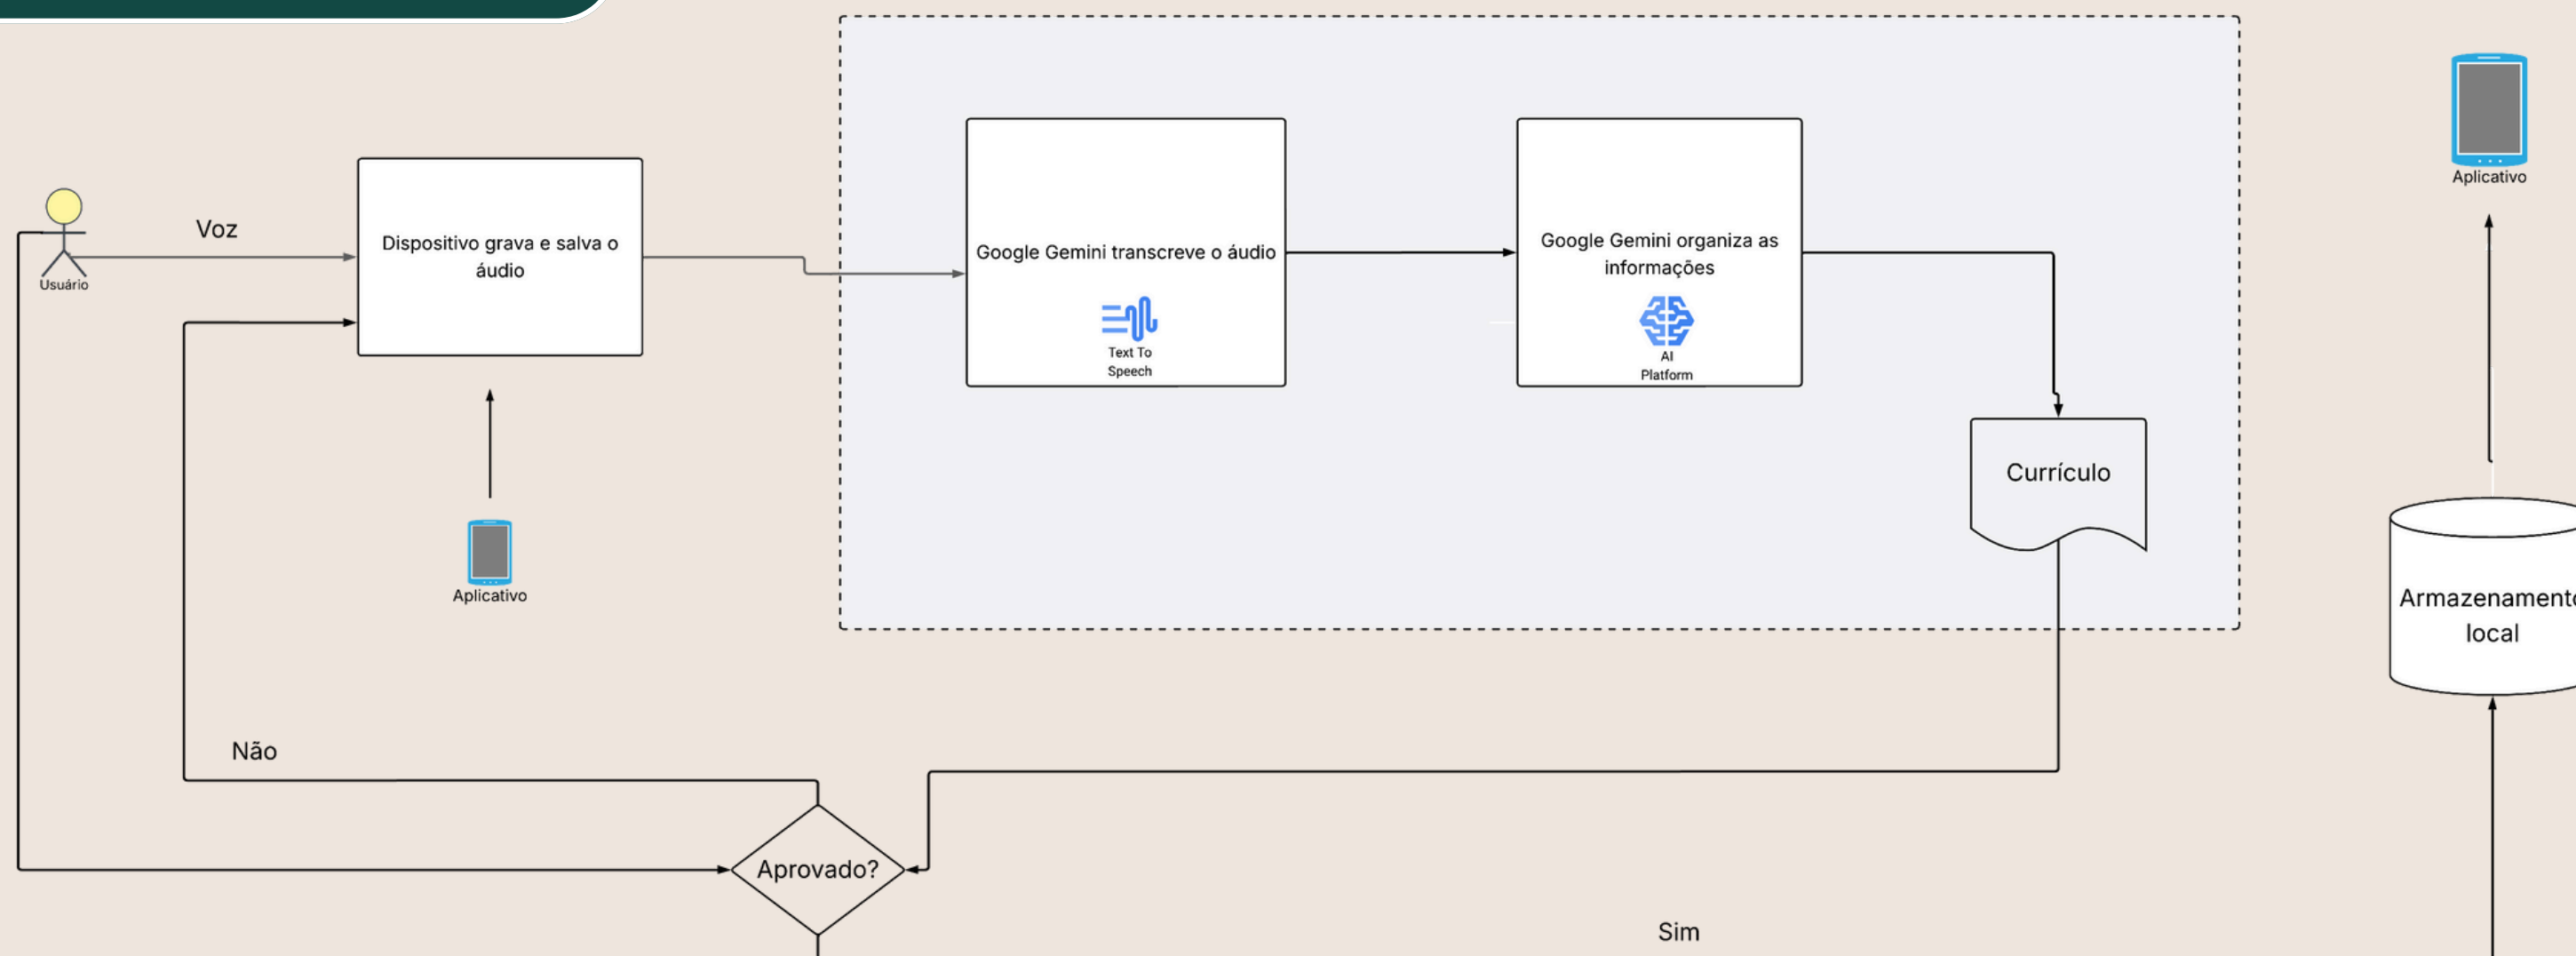 Voz
Usuário
Dispositivo grava e salva o
áudio
Aplicativo
Google Gemini transcreve o áudio
Text To
Speech
Google Gemini organiza as
informações
AI
Platform
Currículo
Aplicativo
Armazenamento
local
Não
Aprovado?
Sim